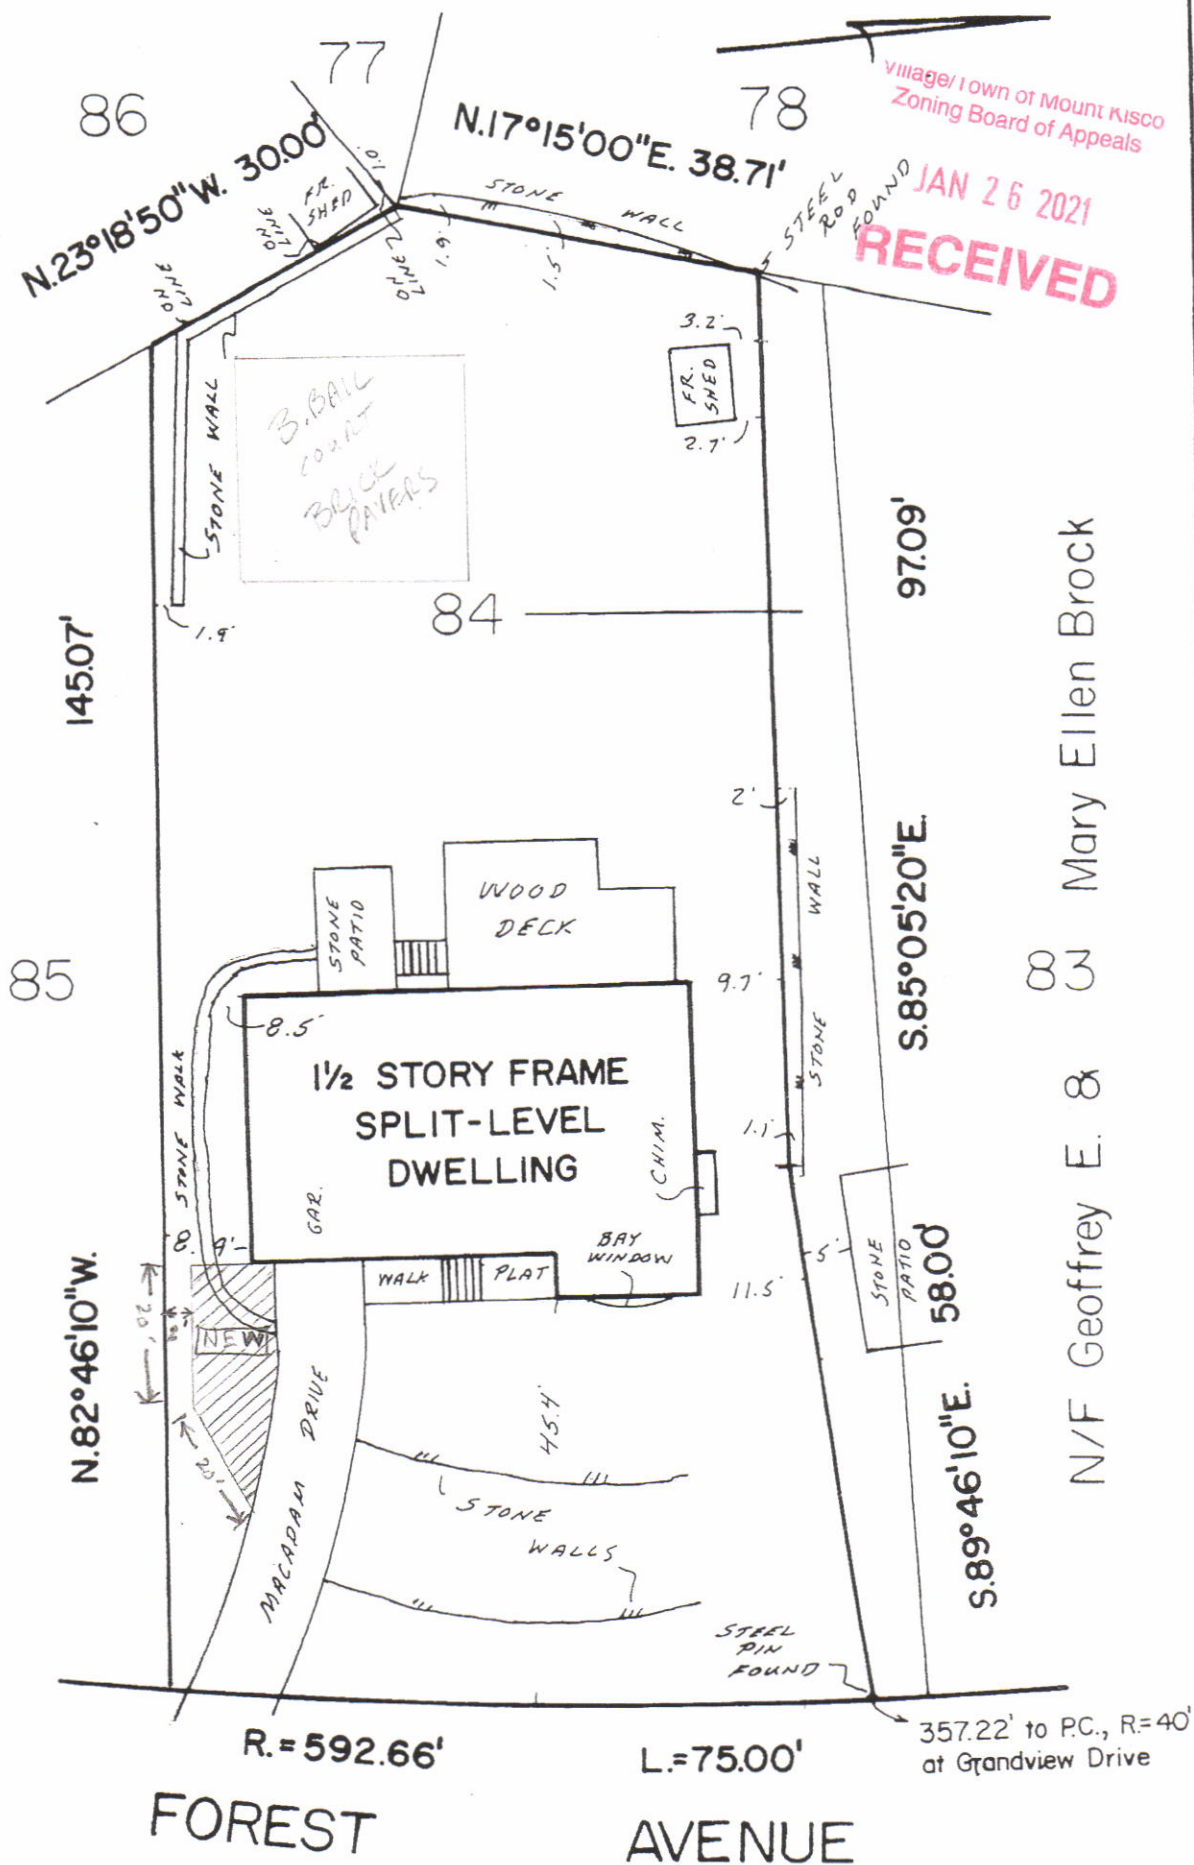 77
86
78
Village/Town of Mount Kisco
Zoning Board of Appeals
JAN 26 2021
RECEIVED
N.17°15'00"E. 38.71'
N.23°18'50"W. 30.00'
1.0'
FR.
SHED
ON
LINE
ON
LINE
ON
LINE
STONE WALL
1.9'
1.5'
STEEL
ROD
FOUND
3.2'
FR.
SHED
2.7'
STONE WALL
B.BALL
COURT
BRICK
PAVERS
1.9'
84
97.09'
145.07'
2'
STONE WALL
WOOD
DECK
STONE
PATIO
85
83
S.85°05'20"E.
N/F Geoffrey E. & Mary Ellen Brock
9.7'
8.5'
STONE WALK
1½ STORY FRAME
SPLIT-LEVEL
DWELLING
CHIM.
GAR.
1.1'
8.9'
BAY
WINDOW
WALK
PLAT
11.5'
5'
STONE
PATIO
58.00'
N.82°46'10"W.
20'
NEW
20'
MACADAM DRIVE
45.4'
STONE
WALLS
S.89°46'10"E.
STEEL
PIN
FOUND
357.22' to P.C., R.=40'
at Grandview Drive
R.=592.66'
L.=75.00'
FOREST AVENUE